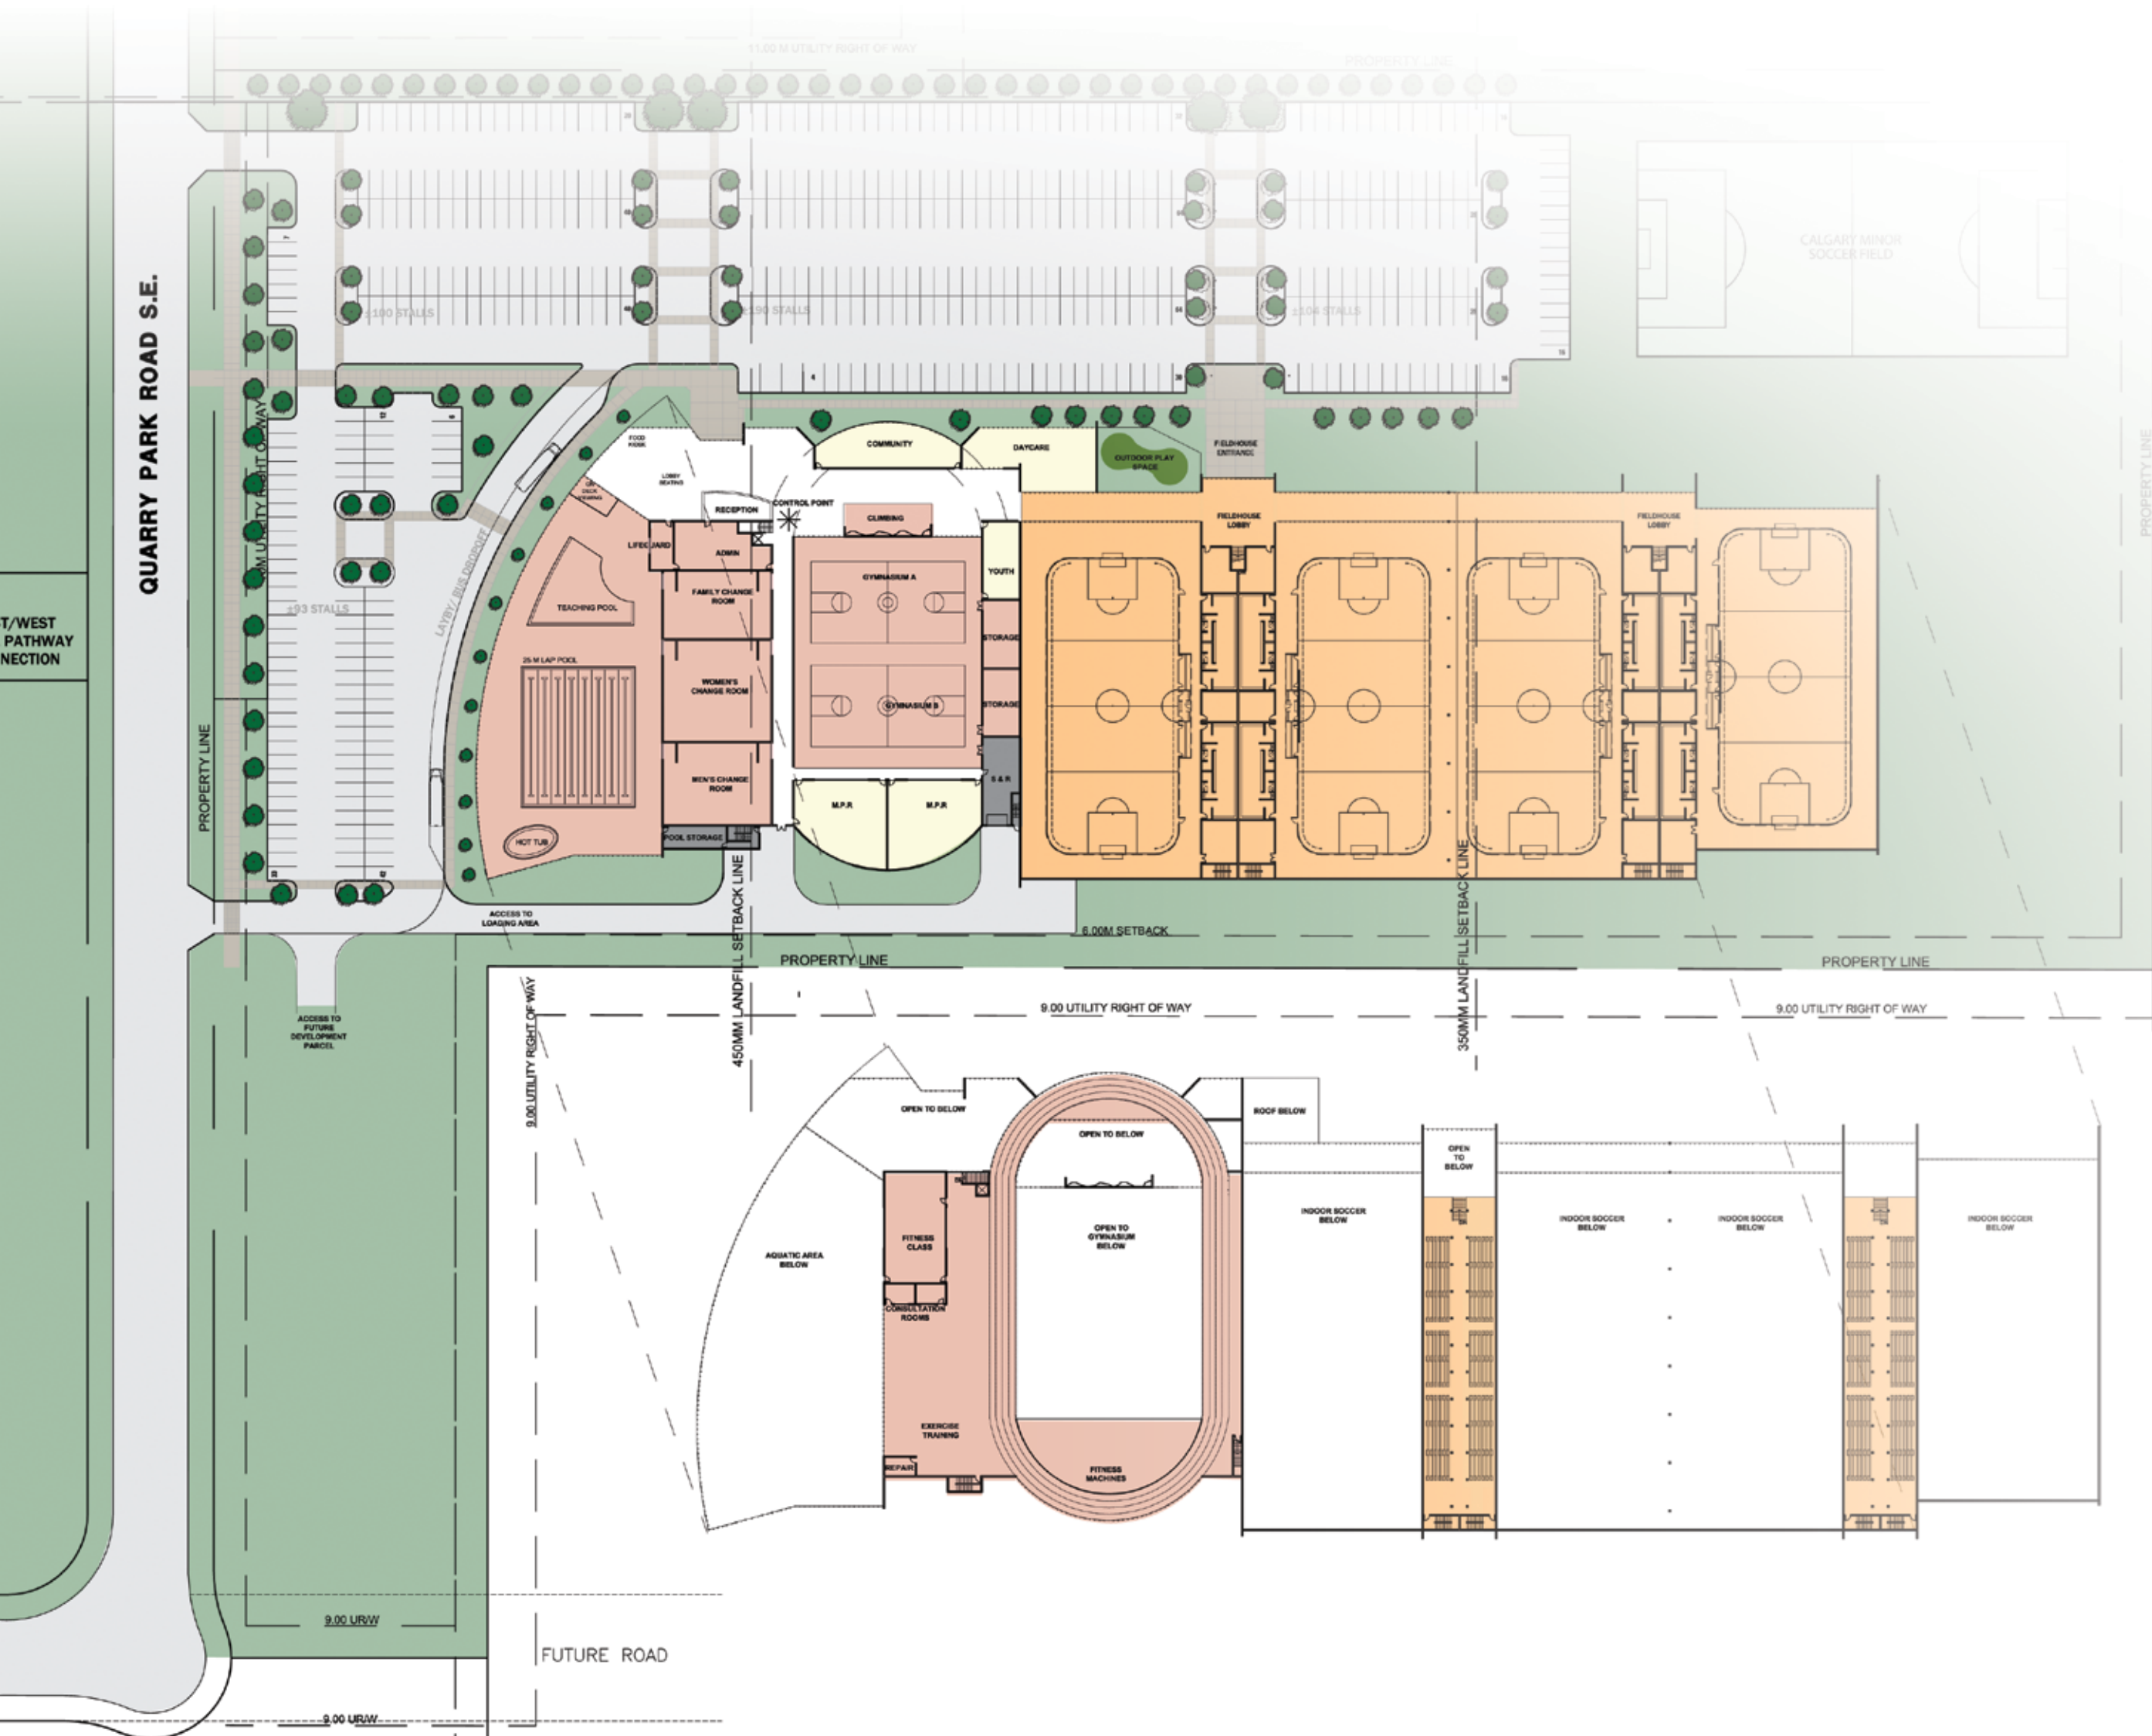 11.00 M UTILITY RIGHT OF WAY
PROPERTY LINE
CALGARY MINOR
SOCCER FIELD
±100 STALLS
±190 STALLS
±104 STALLS
QUARRY PARK ROAD S.E.
PROPERTY LINE
FOOD
KIOSK
LOBBY
SEATING
ON
DECK
VIEWING
COMMUNITY
DAYCARE
OUTDOOR PLAY
SPACE
FIELDHOUSE
ENTRANCE
RECEPTION
CONTROL POINT
CLIMBING
FIELDHOUSE
LOBBY
FIELDHOUSE
LOBBY
LIFEGUARD
ADMIN
YOUTH
GYMNASIUM A
FAMILY CHANGE
ROOM
TEACHING POOL
LAYBY/ BUS DROPOFF
±93 STALLS
ST/WEST
PATHWAY
NECTION
STORAGE
25 M LAP POOL
WOMEN'S
CHANGE ROOM
GYMNASIUM B
STORAGE
PROPERTY LINE
MEN'S CHANGE
ROOM
M.P.R
M.P.R
S & R
HOT TUB
POOL STORAGE
ACCESS TO
LOADING AREA
450MM LANDFILL SETBACK LINE
350MM LANDFILL SETBACK LINE
6.00M SETBACK
PROPERTY LINE
PROPERTY LINE
9.00 UTILITY RIGHT OF WAY
9.00 UTILITY RIGHT OF WAY
9.00 UTILITY RIGHT OF WAY
ACCESS TO
FUTURE
DEVELOPMENT
PARCEL
OPEN TO BELOW
OPEN TO BELOW
ROOF BELOW
OPEN
TO
BELOW
INDOOR SOCCER
BELOW
INDOOR SOCCER
BELOW
INDOOR SOCCER
BELOW
INDOOR SOCCER
BELOW
FITNESS
CLASS
OPEN TO
GYMNASIUM
BELOW
AQUATIC AREA
BELOW
CONSULTATION
ROOMS
EXERCISE
TRAINING
REPAIR
FITNESS
MACHINES
9.00 UR/W
FUTURE ROAD
9.00 UR/W